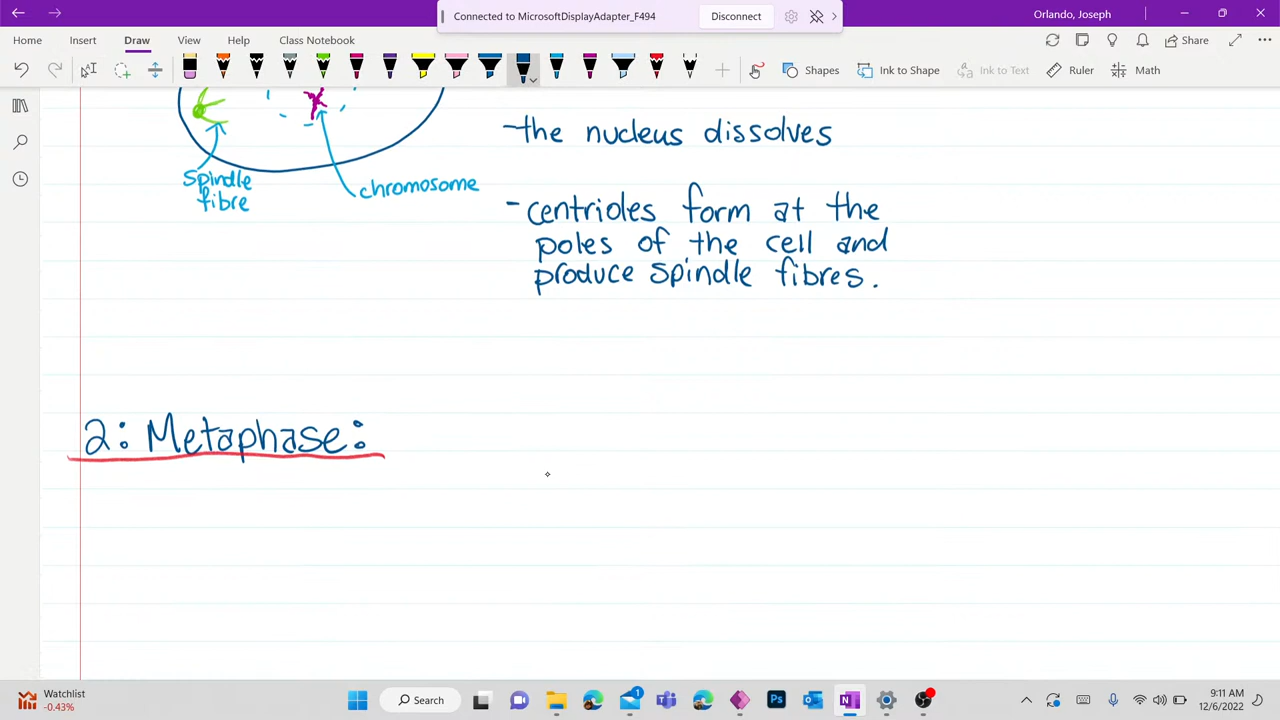 Connected to MicrosoftDisplayAdapter_F494
Disconnect
Orlando, Joseph
Home
Insert
Draw
View
Help
Class Notebook
Share
Shapes
Ink to Shape
Ink to Text
Ruler
Math
-the nucleus dissolves
Spindle
fibre
chromosome
-centrioles form at the
poles of the cell and
produce spindle fibres.
2: Metaphase:
Watchlist
-0.43%
Search
1
Ps
N
9:11 AM
12/6/2022